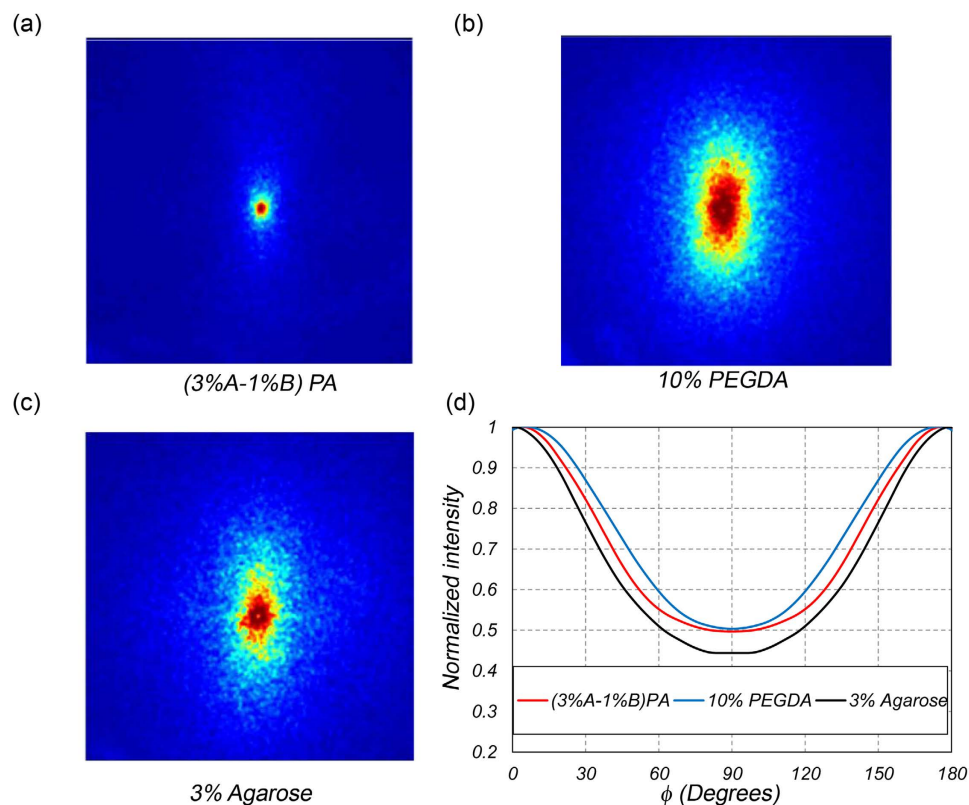 (a)
(3%A-1%B) PA
(b)
10% PEGDA
(c)
3% Agarose
(d)
Normalized intensity
1
0.9
0.8
0.7
0.6
0.5
0.4
0.3
0.2
(3%A-1%B)PA 10% PEGDA 3% Agarose
0 30 60 90 120 150 180
ϕ (Degrees)